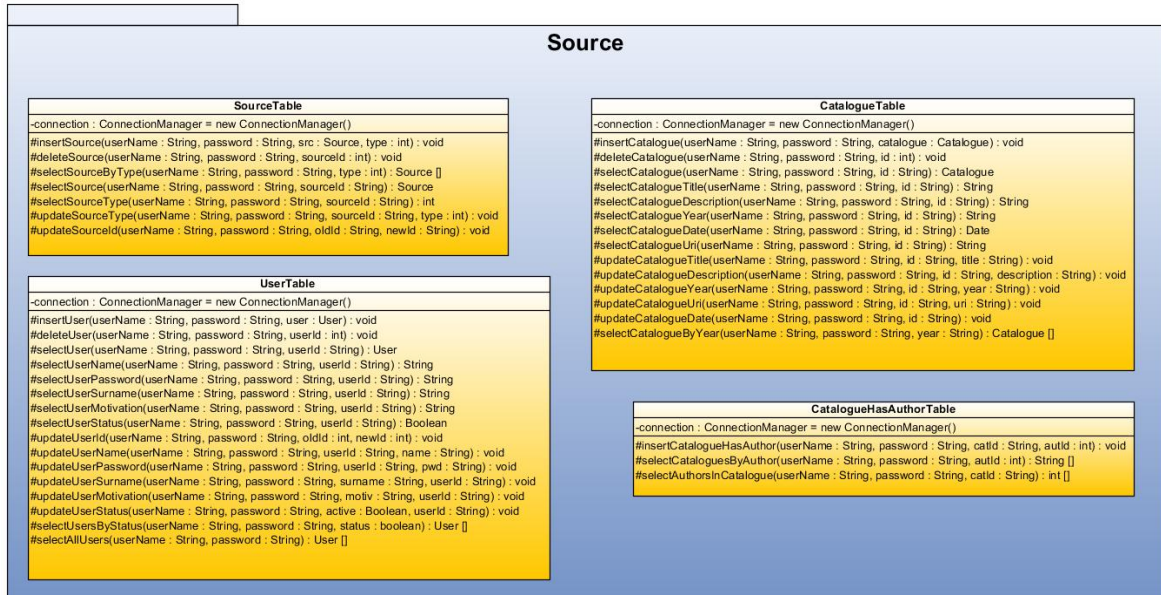 Source
SourceTable
-connection : ConnectionManager = new ConnectionManager()
#insertSource(userName : String, password : String, src : Source, type : int) : void
#deleteSource(userName : String, password : String, sourceId : int) : void
#selectSourceByType(userName : String, password : String, type : int) : Source []
#selectSource(userName : String, password : String, sourceId : String) : Source
#selectSourceType(userName : String, password : String, sourceId : String) : int
#updateSourceType(userName : String, password : String, sourceId : String, type : int) : void
#updateSourceId(userName : String, password : String, oldId : String, newId : String) : void
UserTable
-connection : ConnectionManager = new ConnectionManager()
#insertUser(userName : String, password : String, user : User) : void
#deleteUser(userName : String, password : String, userId : int) : void
#selectUser(userName : String, password : String, userId : String) : User
#selectUserName(userName : String, password : String, userId : String) : String
#selectUserPassword(userName : String, password : String, userId : String) : String
#selectUserSurname(userName : String, password : String, userId : String) : String
#selectUserMotivation(userName : String, password : String, userId : String) : String
#selectUserStatus(userName : String, password : String, userId : String) : Boolean
#updateUserId(userName : String, password : String, oldId : int, newId : int) : void
#updateUserName(userName : String, password : String, userId : String, name : String) : void
#updateUserPassword(userName : String, password : String, userId : String, pwd : String) : void
#updateUserSurname(userName : String, password : String, surname : String, userId : String) : void
#updateUserMotivation(userName : String, password : String, motiv : String, userId : String) : void
#updateUserStatus(userName : String, password : String, active : Boolean, userId : String) : void
#selectUsersByStatus(userName : String, password : String, status : boolean) : User []
#selectAllUsers(userName : String, password : String) : User []
CatalogueTable
-connection : ConnectionManager = new ConnectionManager()
#insertCatalogue(userName : String, password : String, catalogue : Catalogue) : void
#deleteCatalogue(userName : String, password : String, id : int) : void
#selectCatalogue(userName : String, password : String, id : String) : Catalogue
#selectCatalogueTitle(userName : String, password : String, id : String) : String
#selectCatalogueDescription(userName : String, password : String, id : String) : String
#selectCatalogueYear(userName : String, password : String, id : String) : String
#selectCatalogueDate(userName : String, password : String, id : String) : Date
#selectCatalogueUri(userName : String, password : String, id : String) : String
#updateCatalogueTitle(userName : String, password : String, id : String, title : String) : void
#updateCatalogueDescription(userName : String, password : String, id : String, description : String) : void
#updateCatalogueYear(userName : String, password : String, id : String, year : String) : void
#updateCatalogueUri(userName : String, password : String, id : String, uri : String) : void
#updateCatalogueDate(userName : String, password : String, id : String) : void
#selectCatalogueByYear(userName : String, password : String, year : String) : Catalogue []
CatalogueHasAuthorTable
-connection : ConnectionManager = new ConnectionManager()
#insertCatalogueHasAuthor(userName : String, password : String, catId : String, autId : int) : void
#selectCataloguesByAuthor(userName : String, password : String, autId : int) : String []
#selectAuthorsInCatalogue(userName : String, password : String, catId : String) : int []